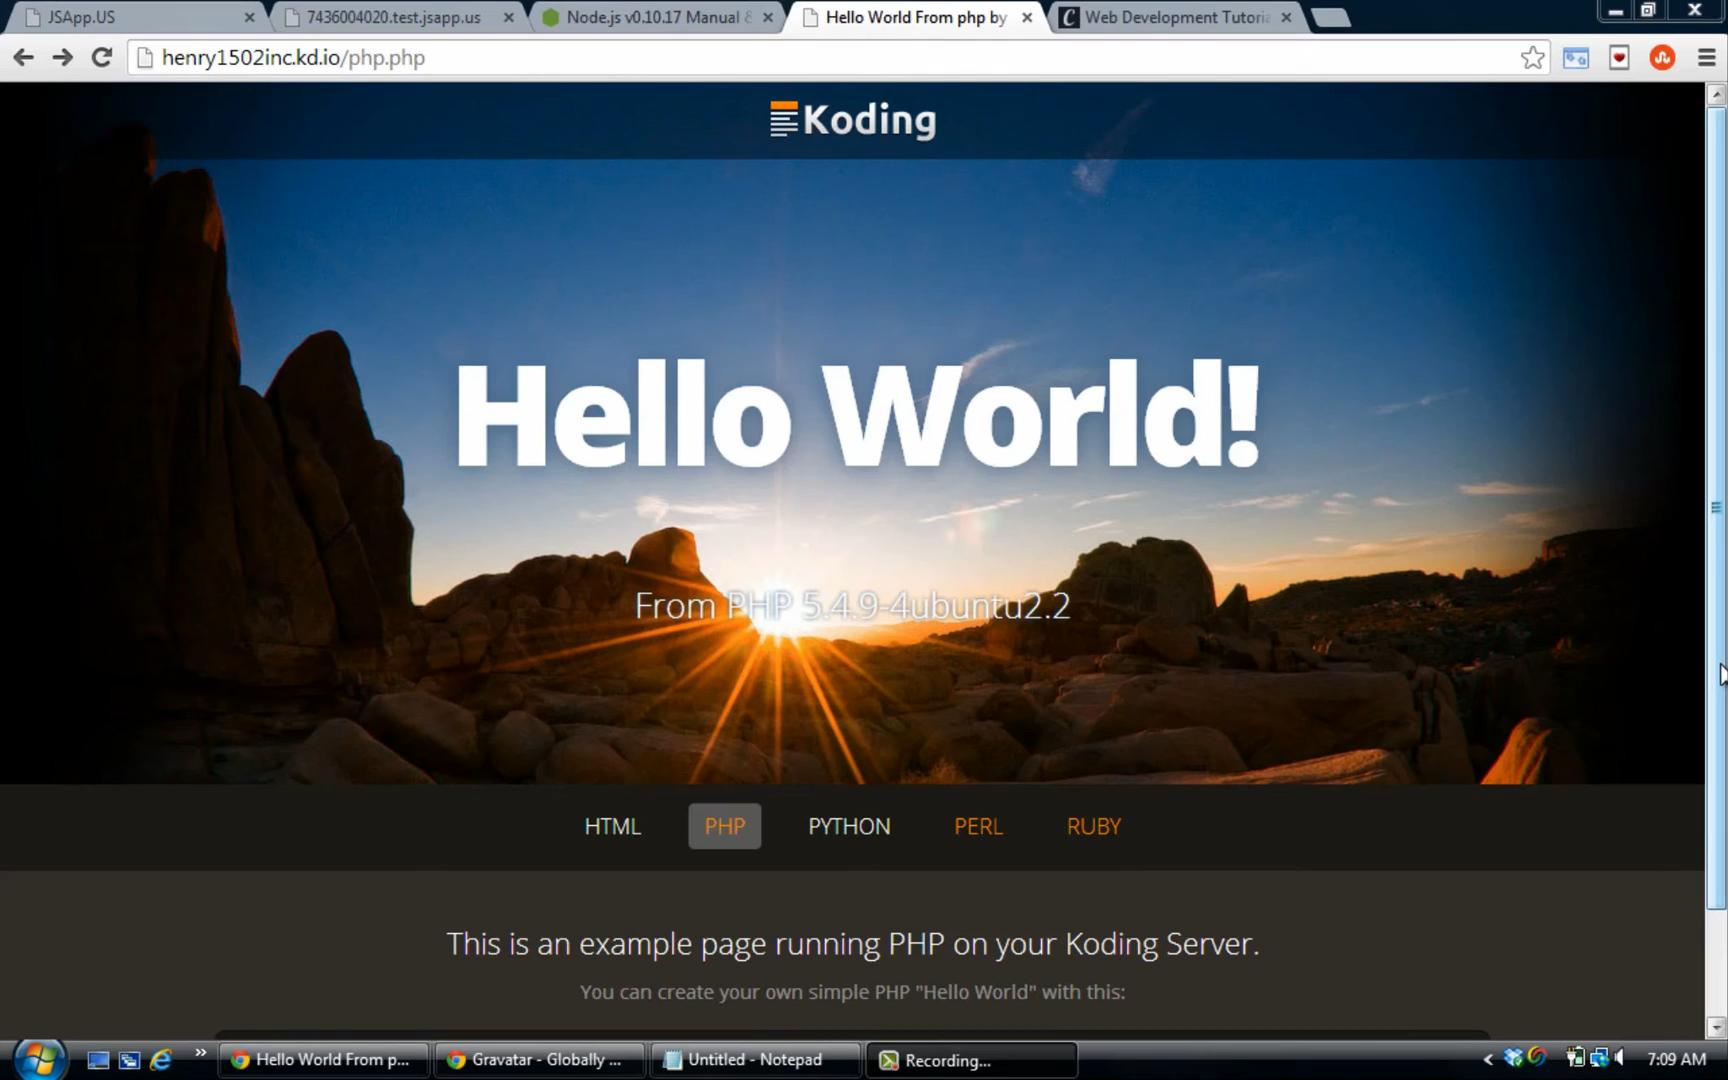 JSApp.US
7436004020.test.jsapp.us
Node.js v0.10.17 Manual &
Hello World From php by
Web Development Tutoria
henry1502inc.kd.io/php.php
Koding
Hello World!
From PHP 5.4.9-4ubuntu2.2
HTML PHP PYTHON PERL RUBY
This is an example page running PHP on your Koding Server.
You can create your own simple PHP "Hello World" with this:
Hello World From p...
Gravatar - Globally ...
Untitled - Notepad
Recording...
7:09 AM